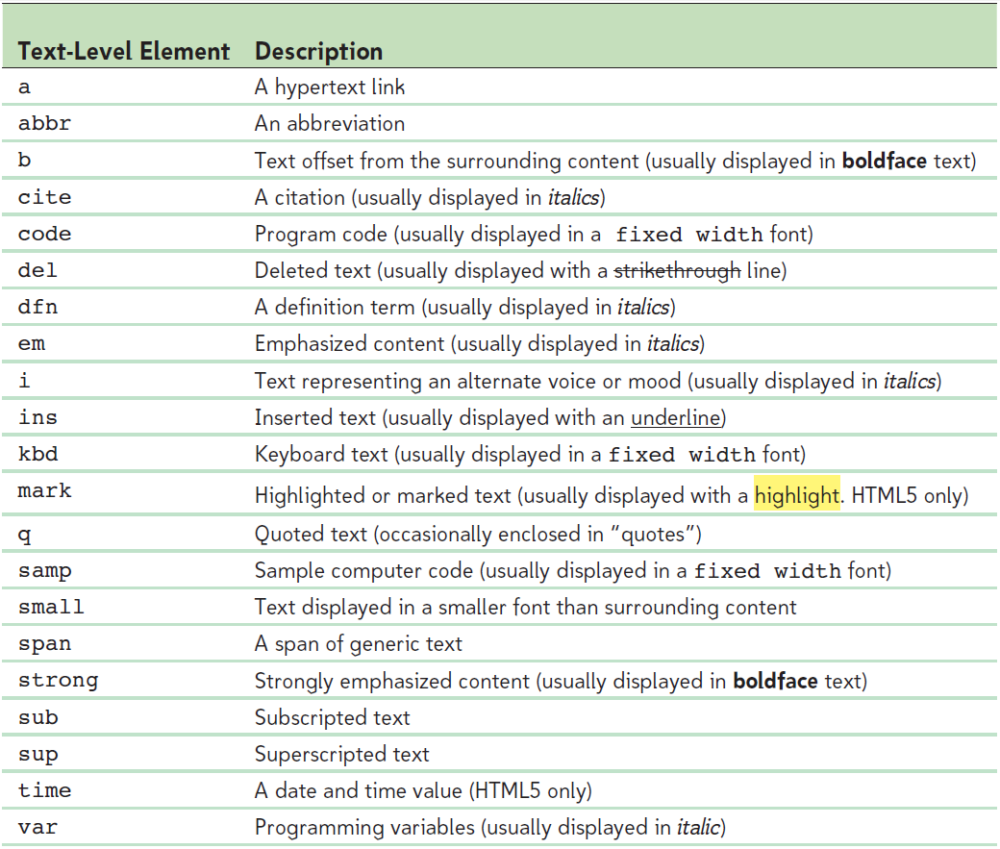 Text-Level Element Description
a A hypertext link
abbr An abbreviation
b Text offset from the surrounding content (usually displayed in boldface text)
cite A citation (usually displayed in italics)
code Program code (usually displayed in a fixed width font)
del Deleted text (usually displayed with a strikethrough line)
dfn A definition term (usually displayed in italics)
em Emphasized content (usually displayed in italics)
i Text representing an alternate voice or mood (usually displayed in italics)
ins Inserted text (usually displayed with an underline)
kbd Keyboard text (usually displayed in a fixed width font)
mark Highlighted or marked text (usually displayed with a highlight. HTML5 only)
q Quoted text (occasionally enclosed in “quotes”)
samp Sample computer code (usually displayed in a fixed width font)
small Text displayed in a smaller font than surrounding content
span A span of generic text
strong Strongly emphasized content (usually displayed in boldface text)
sub Subscripted text
sup Superscripted text
time A date and time value (HTML5 only)
var Programming variables (usually displayed in italic)